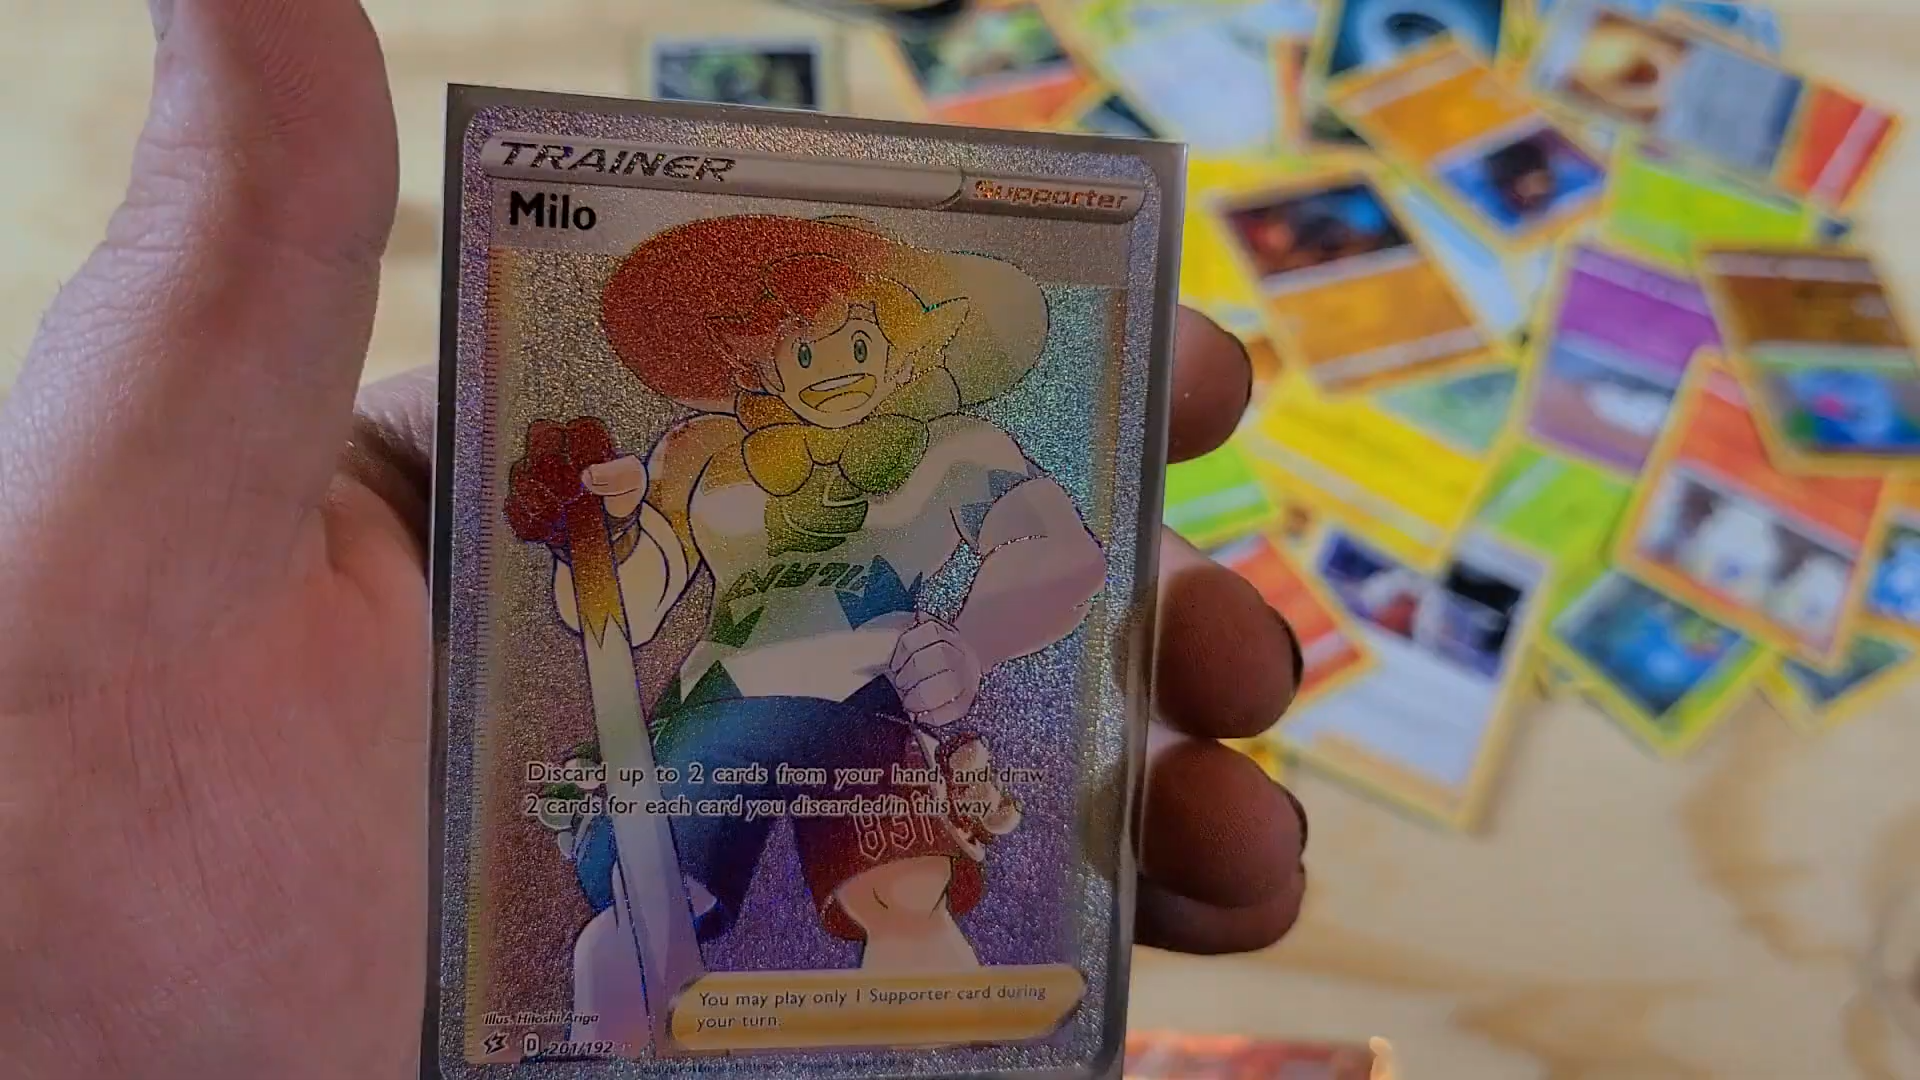 TRAINER
Supporter
Milo
831
Discard up to 2 cards from your hand, and draw
2 cards for each card you discarded in this way.
You may play only 1 Supporter card during
your turn.
Illus. Hitoshi Ariga
D 201/192